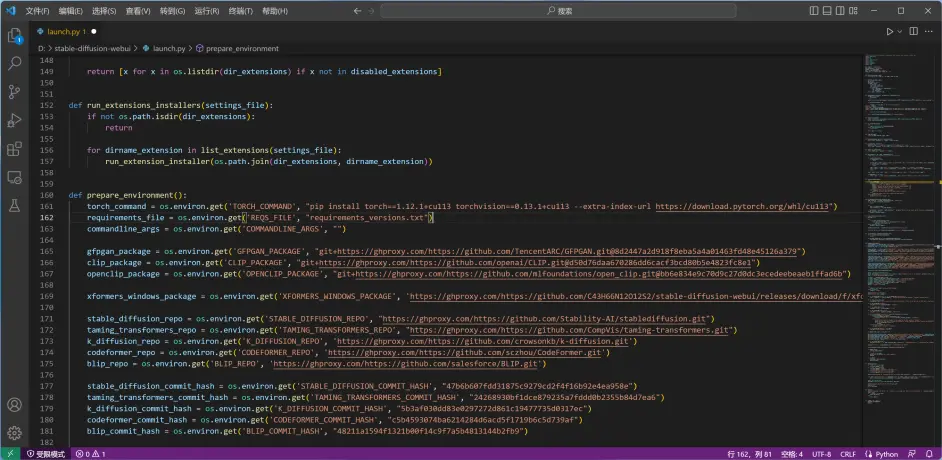 文件(F) 编辑(E) 选择(S) 查看(V) 转到(G) 运行(R) 终端(T) 帮助(H) 搜索
launch.py 1
D: > stable-diffusion-webui > launch.py > prepare_environment
148
149 return [x for x in os.listdir(dir_extensions) if x not in disabled_extensions]
150
151
152 def run_extensions_installers(settings_file):
153 if not os.path.isdir(dir_extensions):
154 return
155
156 for dirname_extension in list_extensions(settings_file):
157 run_extension_installer(os.path.join(dir_extensions, dirname_extension))
158
159
160 def prepare_environment():
161 torch_command = os.environ.get('TORCH_COMMAND', "pip install torch==1.12.1+cu113 torchvision==0.13.1+cu113 --extra-index-url https://download.pytorch.org/whl/cu113")
162 requirements_file = os.environ.get('REQS_FILE', "requirements_versions.txt")
163 commandline_args = os.environ.get('COMMANDLINE_ARGS', "")
164
165 gfpgan_package = os.environ.get('GFPGAN_PACKAGE', "git+https://ghproxy.com/https://github.com/TencentARC/GFPGAN.git@8d2447a2d918f8eba5a4a01463fd48e45126a379")
166 clip_package = os.environ.get('CLIP_PACKAGE', "git+https://ghproxy.com/https://github.com/openai/CLIP.git@d50d76daa670286dd6cacf3bcd80b5e4823fc8e1")
167 openclip_package = os.environ.get('OPENCLIP_PACKAGE', "git+https://ghproxy.com/https://github.com/mlfoundations/open_clip.git@bb6e834e9c70d9c27d0dc3ecedeebeaeb1ffad6b")
168
169 xformers_windows_package = os.environ.get('XFORMERS_WINDOWS_PACKAGE', 'https://ghproxy.com/https://github.com/C43H66N12O12S2/stable-diffusion-webui/releases/download/f/xfo
170
171 stable_diffusion_repo = os.environ.get('STABLE_DIFFUSION_REPO', "https://ghproxy.com/https://github.com/Stability-AI/stablediffusion.git")
172 taming_transformers_repo = os.environ.get('TAMING_TRANSFORMERS_REPO', "https://ghproxy.com/https://github.com/CompVis/taming-transformers.git")
173 k_diffusion_repo = os.environ.get('K_DIFFUSION_REPO', 'https://ghproxy.com/https://github.com/crowsonkb/k-diffusion.git')
174 codeformer_repo = os.environ.get('CODEFORMER_REPO', 'https://ghproxy.com/https://github.com/sczhou/CodeFormer.git')
175 blip_repo = os.environ.get('BLIP_REPO', 'https://ghproxy.com/https://github.com/salesforce/BLIP.git')
176
177 stable_diffusion_commit_hash = os.environ.get('STABLE_DIFFUSION_COMMIT_HASH', "47b6b607fdd31875c9279cd2f4f16b92e4ea958e")
178 taming_transformers_commit_hash = os.environ.get('TAMING_TRANSFORMERS_COMMIT_HASH', "24268930bf1dce879235a7fddd0b2355b84d7ea6")
179 k_diffusion_commit_hash = os.environ.get('K_DIFFUSION_COMMIT_HASH', "5b3af030dd83e0297272d861c19477735d0317ec")
180 codeformer_commit_hash = os.environ.get('CODEFORMER_COMMIT_HASH', "c5b4593074ba6214284d6acd5f1719b6c5d739af")
181 blip_commit_hash = os.environ.get('BLIP_COMMIT_HASH', "48211a1594f1321b00f14c9f7a5b4813144b2fb9")
182
受限模式 0 1 行 162，列 81 空格: 4 UTF-8 CRLF Python